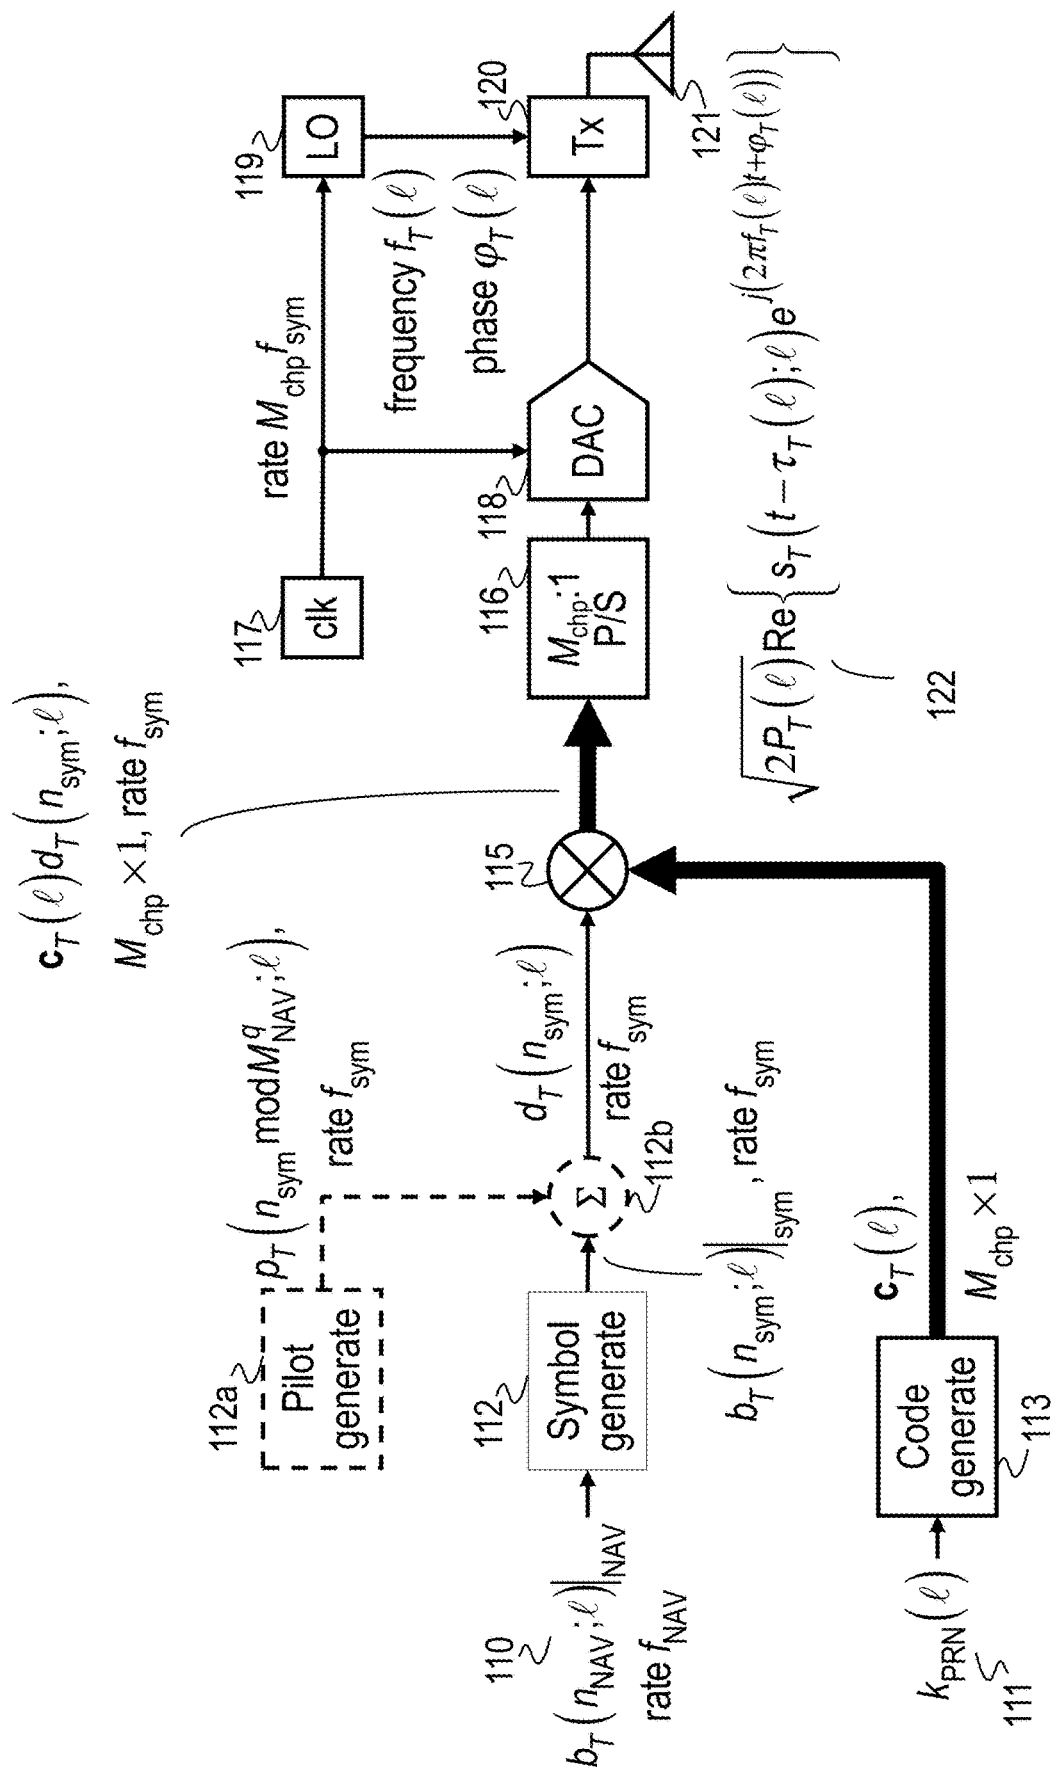 c_T(ℓ)d_T(n_sym;ℓ),
M_chp×1, rate f_sym
119
LO
rate M_chp f_sym
117
clk
frequency f_T(ℓ)
phase φ_T(ℓ)
120
Tx
121
118
DAC
116
M_chp:1
P/S
115
p_T(n_sym mod M^q_NAV;ℓ),
rate f_sym
112a
Pilot
generate
d_T(n_sym;ℓ)
rate f_sym
Σ
112b
112
Symbol
generate
b_T(n_sym;ℓ)|_sym, rate f_sym
110
b_T(n_NAV;ℓ)|_NAV
rate f_NAV
c_T(ℓ),
M_chp×1
Code
generate
113
k_PRN(ℓ)
111
√2P_T(ℓ) Re{s_T(t−τ_T(ℓ);ℓ)e^j(2πf_T(ℓ)t+φ_T(ℓ))}
122